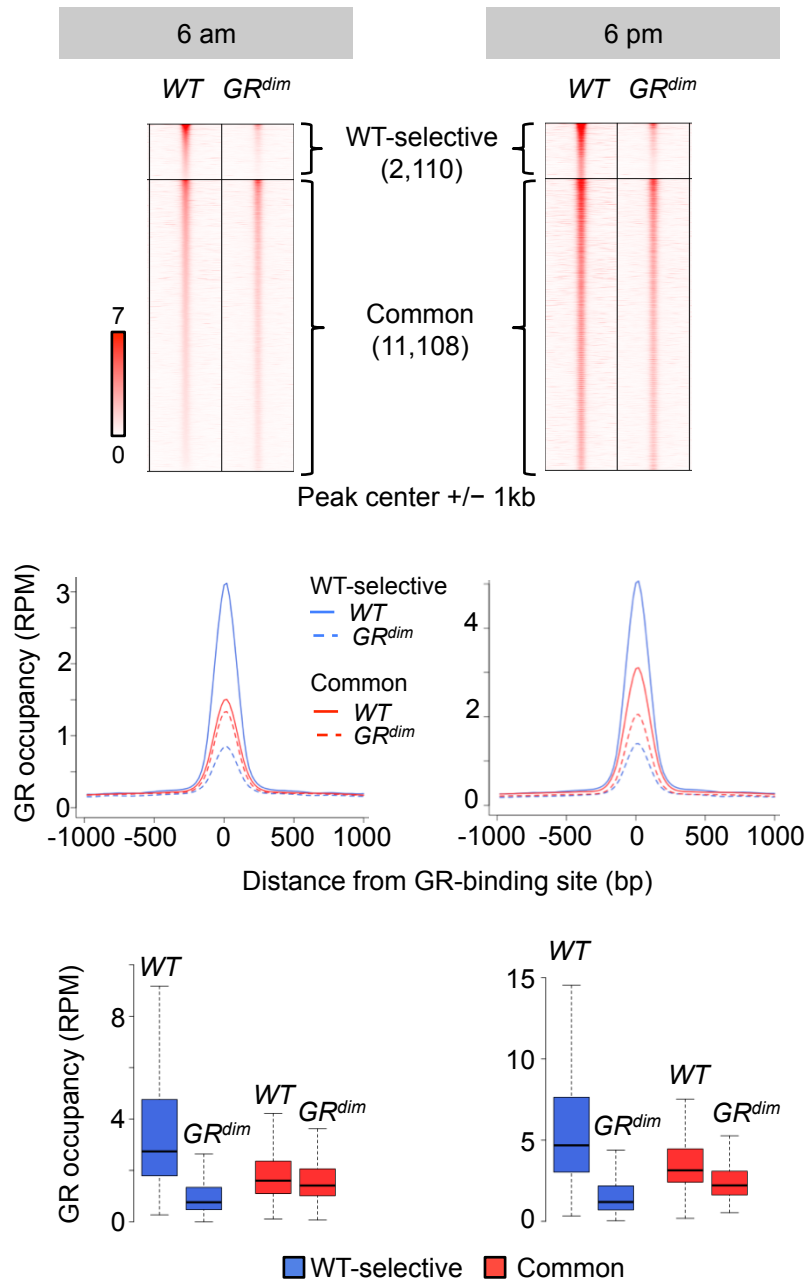 6 am
6 pm
WT GR^dim
WT GR^dim
WT-selective
(2,110)
Common
(11,108)
7
0
Peak center +/− 1kb
GR occupancy (RPM)
3
2
1
0
-1000 -500 0 500 1000
WT-selective
WT
GR^dim
Common
WT
GR^dim
4
2
0
-1000 -500 0 500 1000
Distance from GR-binding site (bp)
GR occupancy (RPM)
8
4
0
WT
GR^dim
WT
GR^dim
15
10
5
0
WT
GR^dim
WT
GR^dim
WT-selective Common